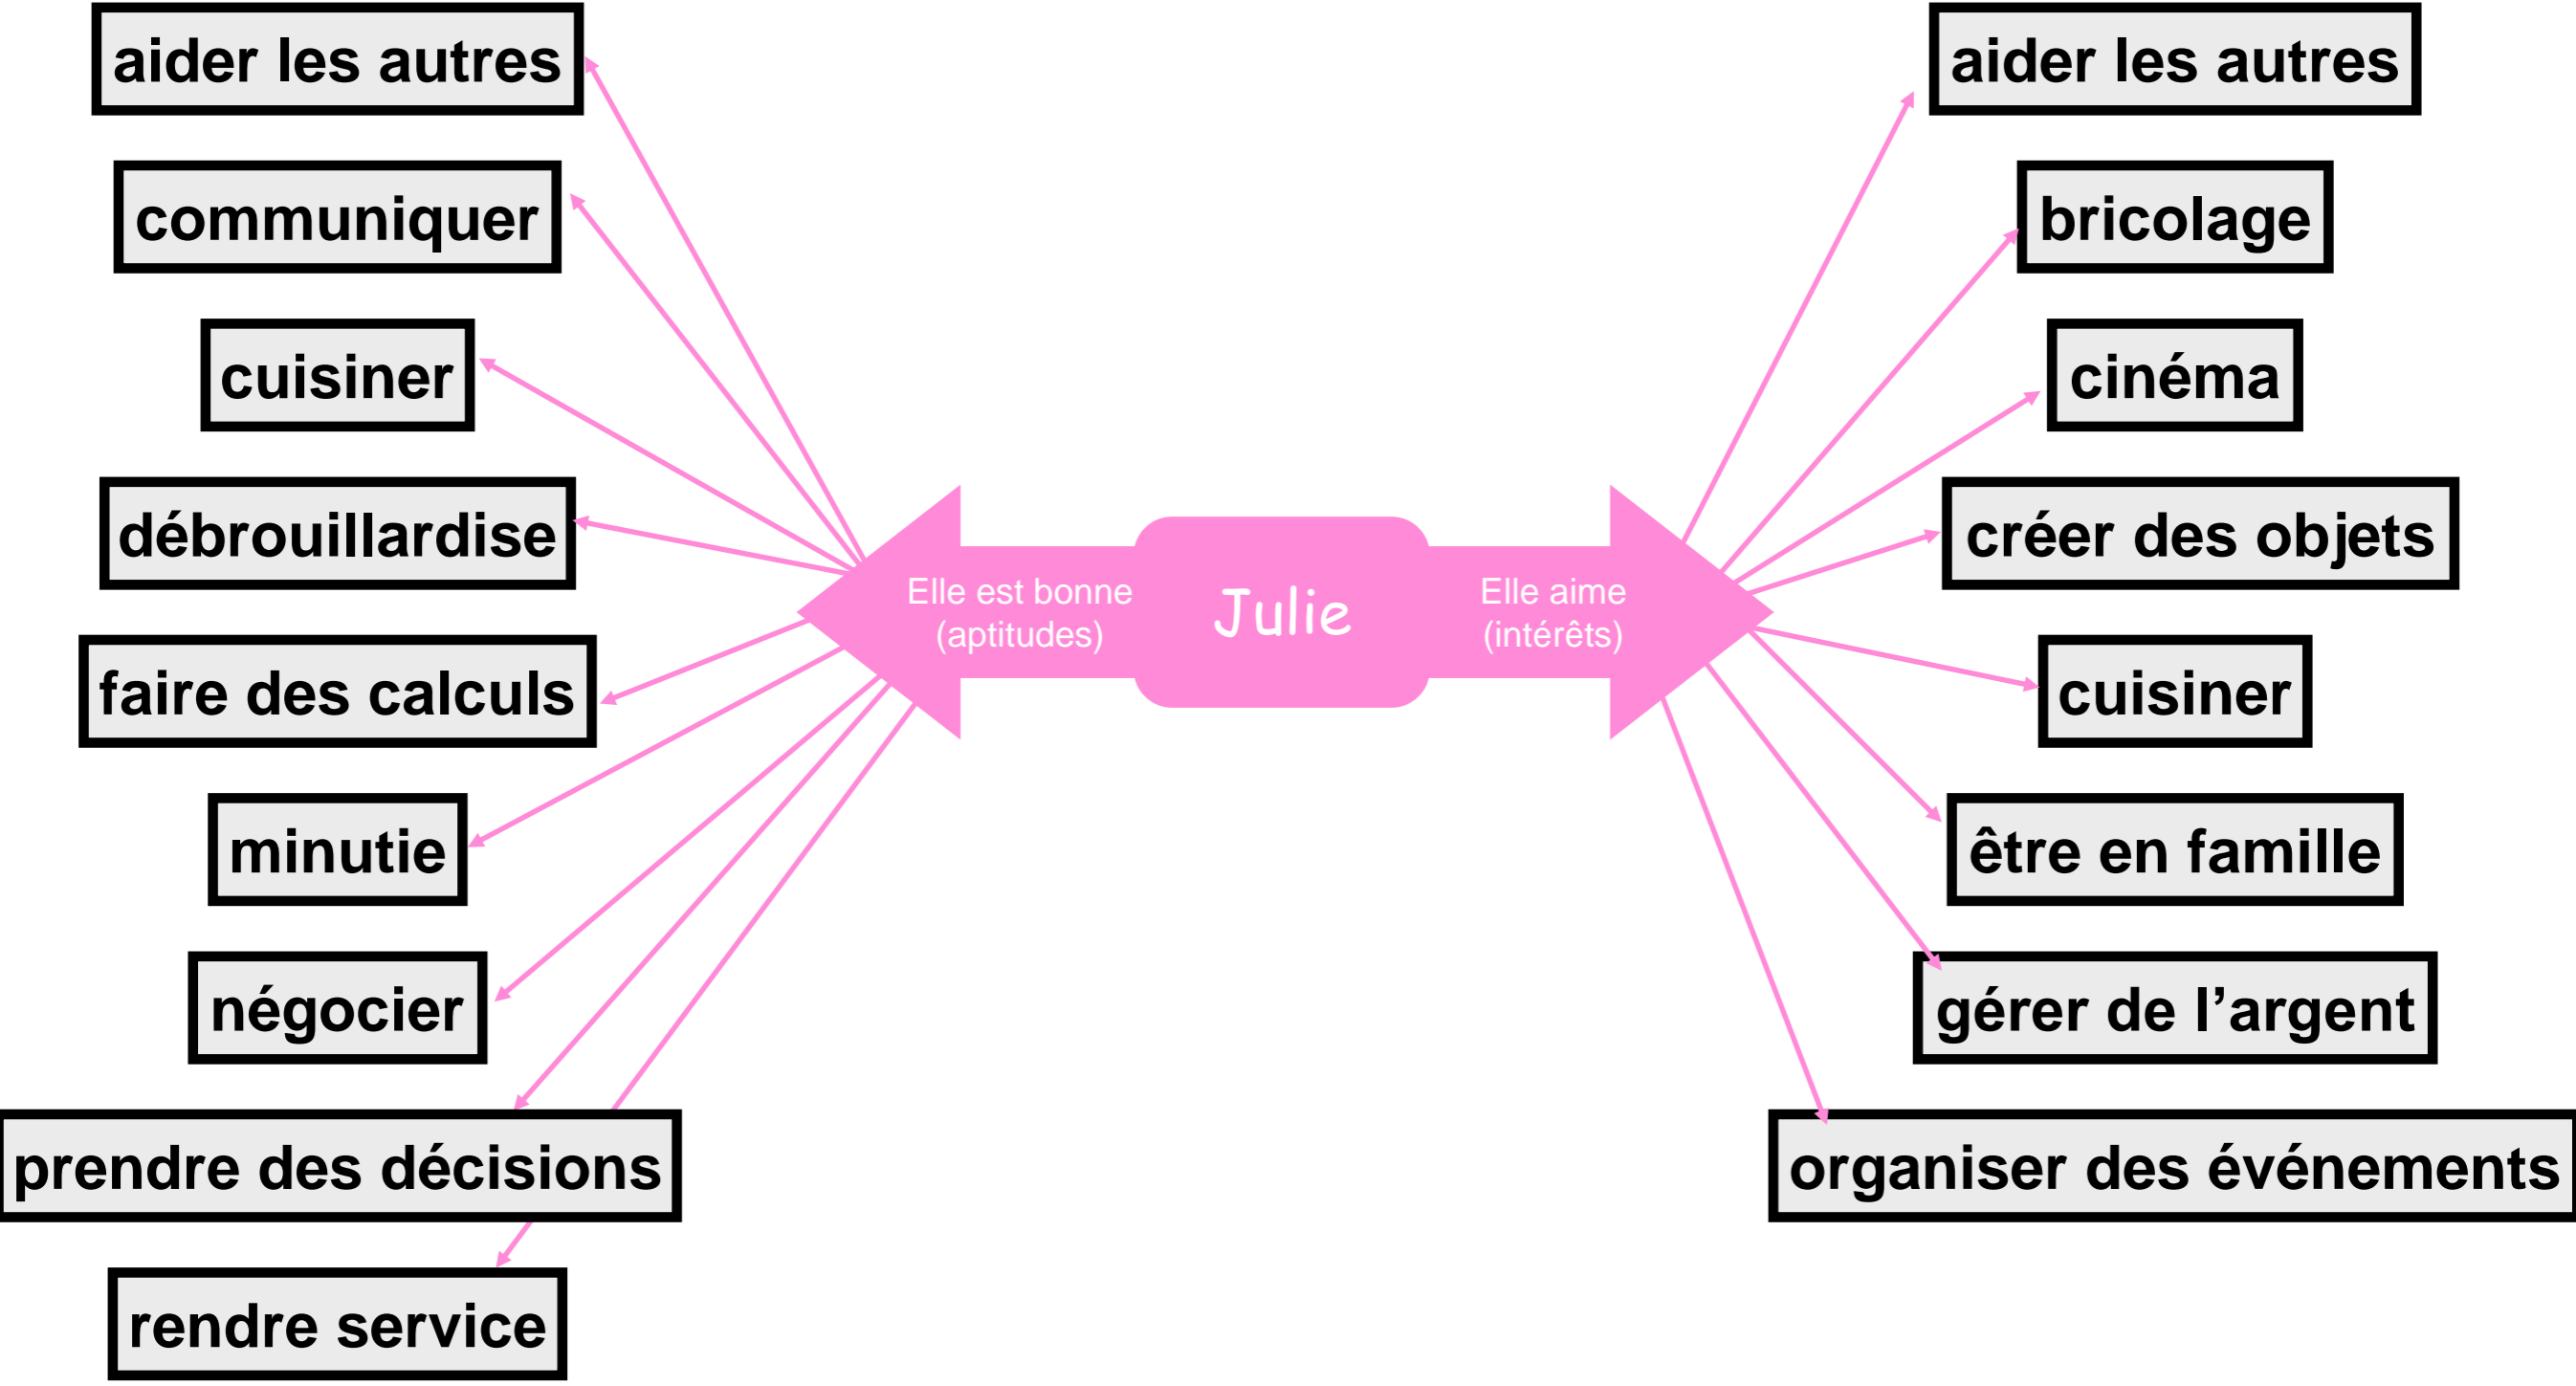 aider les autres
communiquer
cuisiner
débrouillardise
faire des calculs
minutie
négocier
prendre des décisions
rendre service
Elle est bonne
(aptitudes)
Julie
Elle aime
(intérêts)
aider les autres
bricolage
cinéma
créer des objets
cuisiner
être en famille
gérer de l’argent
organiser des événements